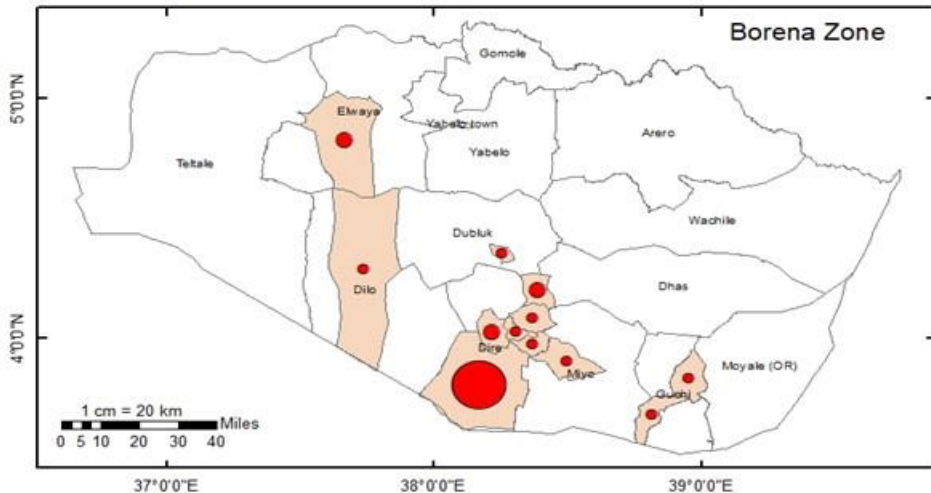 Borena Zone
Gomole
5°0'0"N
Elwaya
Yabelo town
Yabelo
Arero
Teltale
Wachile
Dubluk
Dilo
Dhas
4°0'0"N
Dire
Miyo
Moyale (OR)
Guchi
1 cm = 20 km
Miles
0 5 10 20 30 40
37°0'0"E
38°0'0"E
39°0'0"E